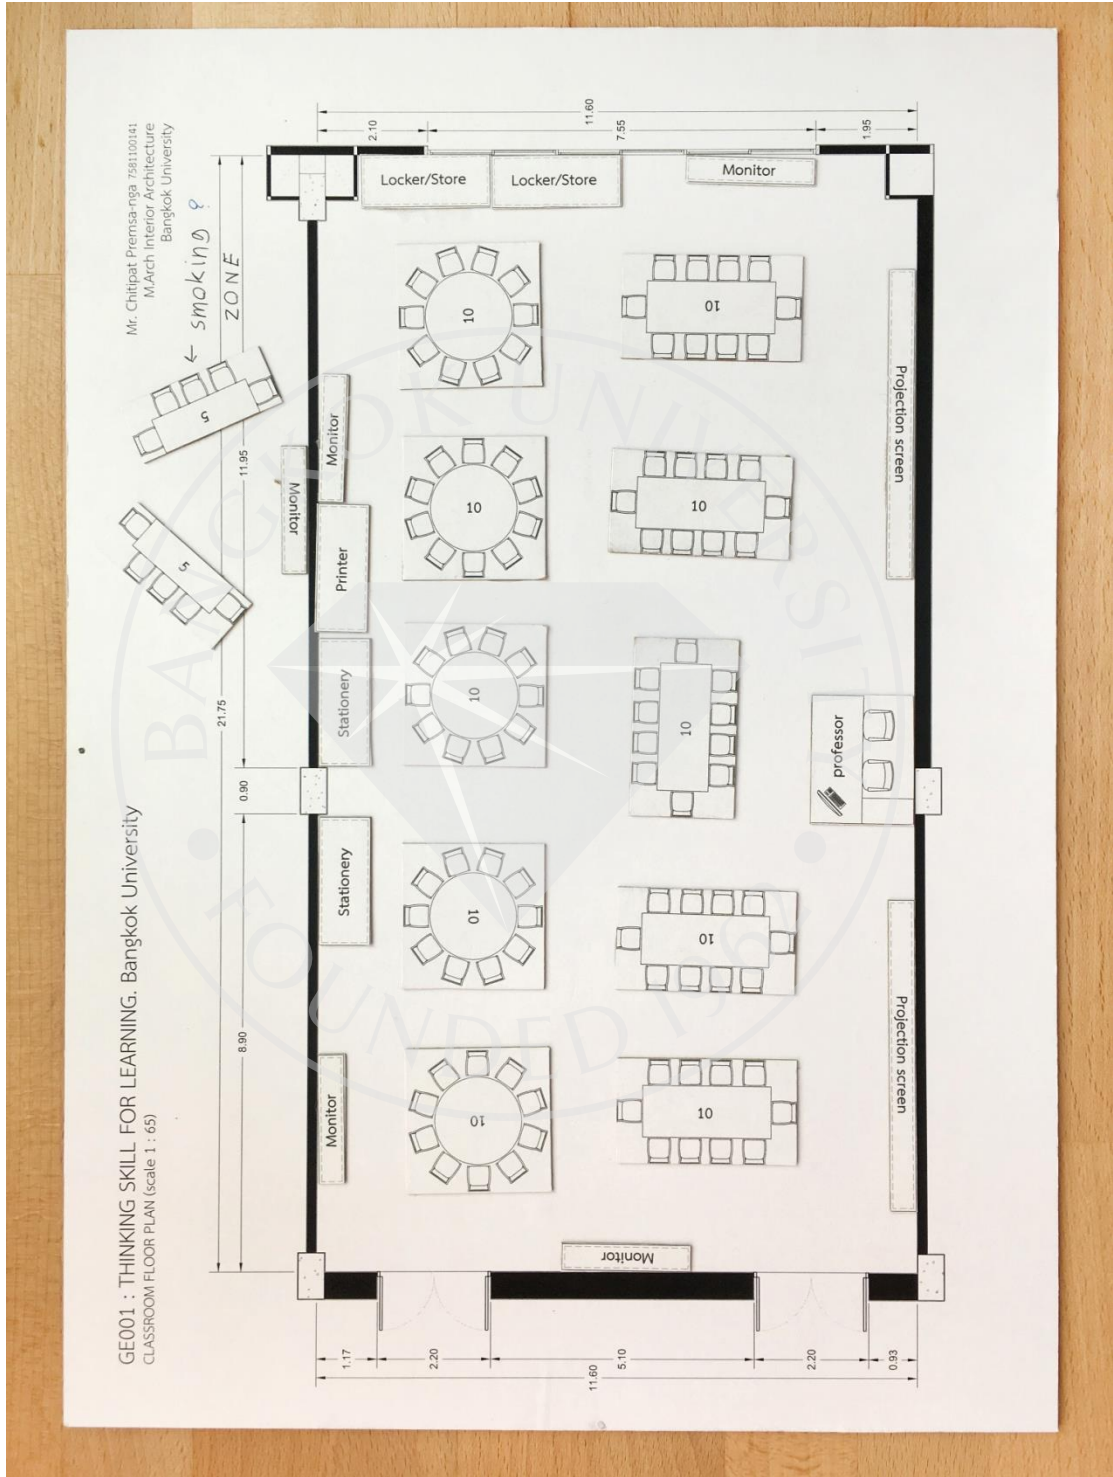 GE001 : THINKING SKILL FOR LEARNING. Bangkok University
CLASSROOM FLOOR PLAN (scale 1 : 65)
Mr. Chitipat Premsa-nga 7581100141
M.Arch Interior Architecture
Bangkok University
← smoking ?
ZONE
5
5
21.75
11.95
0.90
8.90
11.60
2.10
7.55
1.95
Locker/Store
Locker/Store
Monitor
Monitor
Monitor
Printer
Stationery
Stationery
Monitor
10
10
10
10
10
10
10
10
10
10
Projection screen
professor
Projection screen
Monitor
1.17
2.20
5.10
2.20
0.93
11.60
BANGKOK UNIVERSITY
• FOUNDED 1962 •